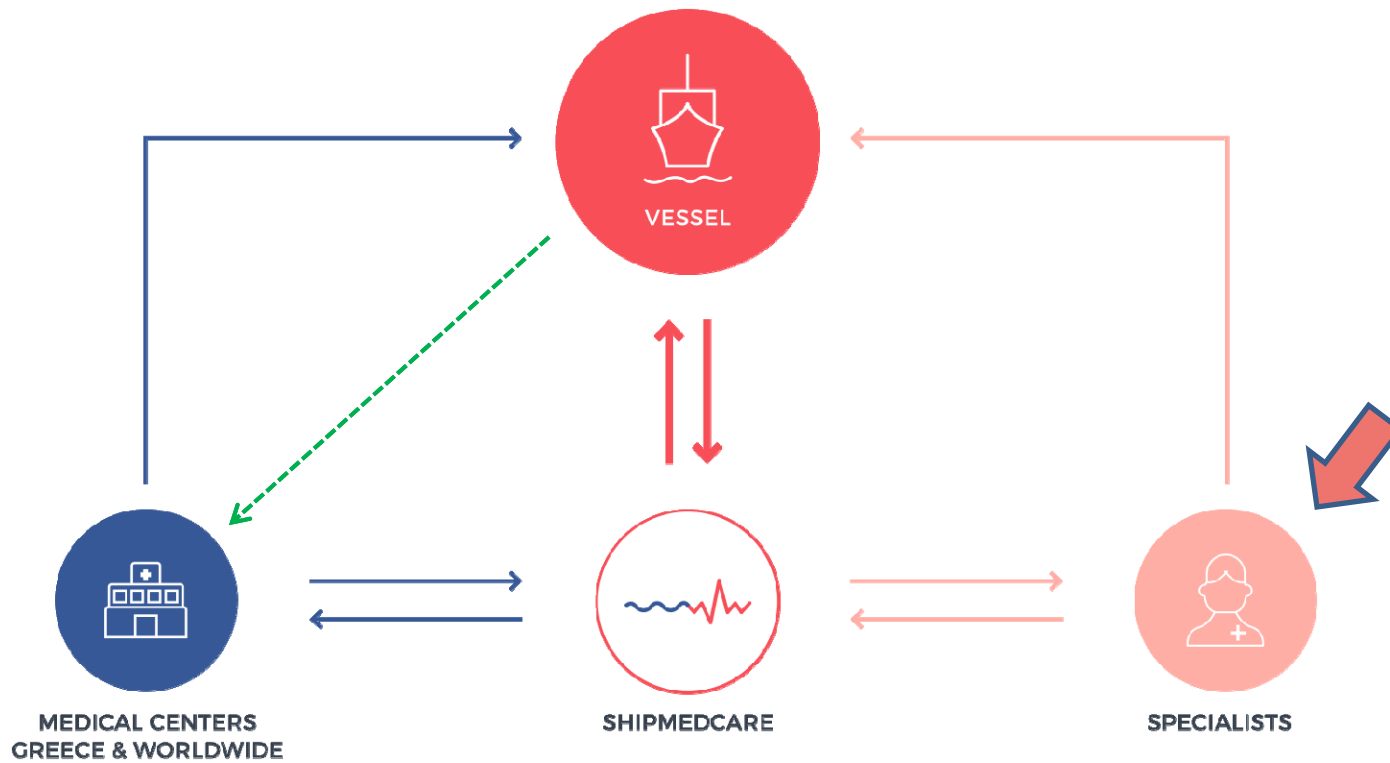 VESSEL
MEDICAL CENTERS
GREECE & WORLDWIDE
SHIPMEDCARE
SPECIALISTS